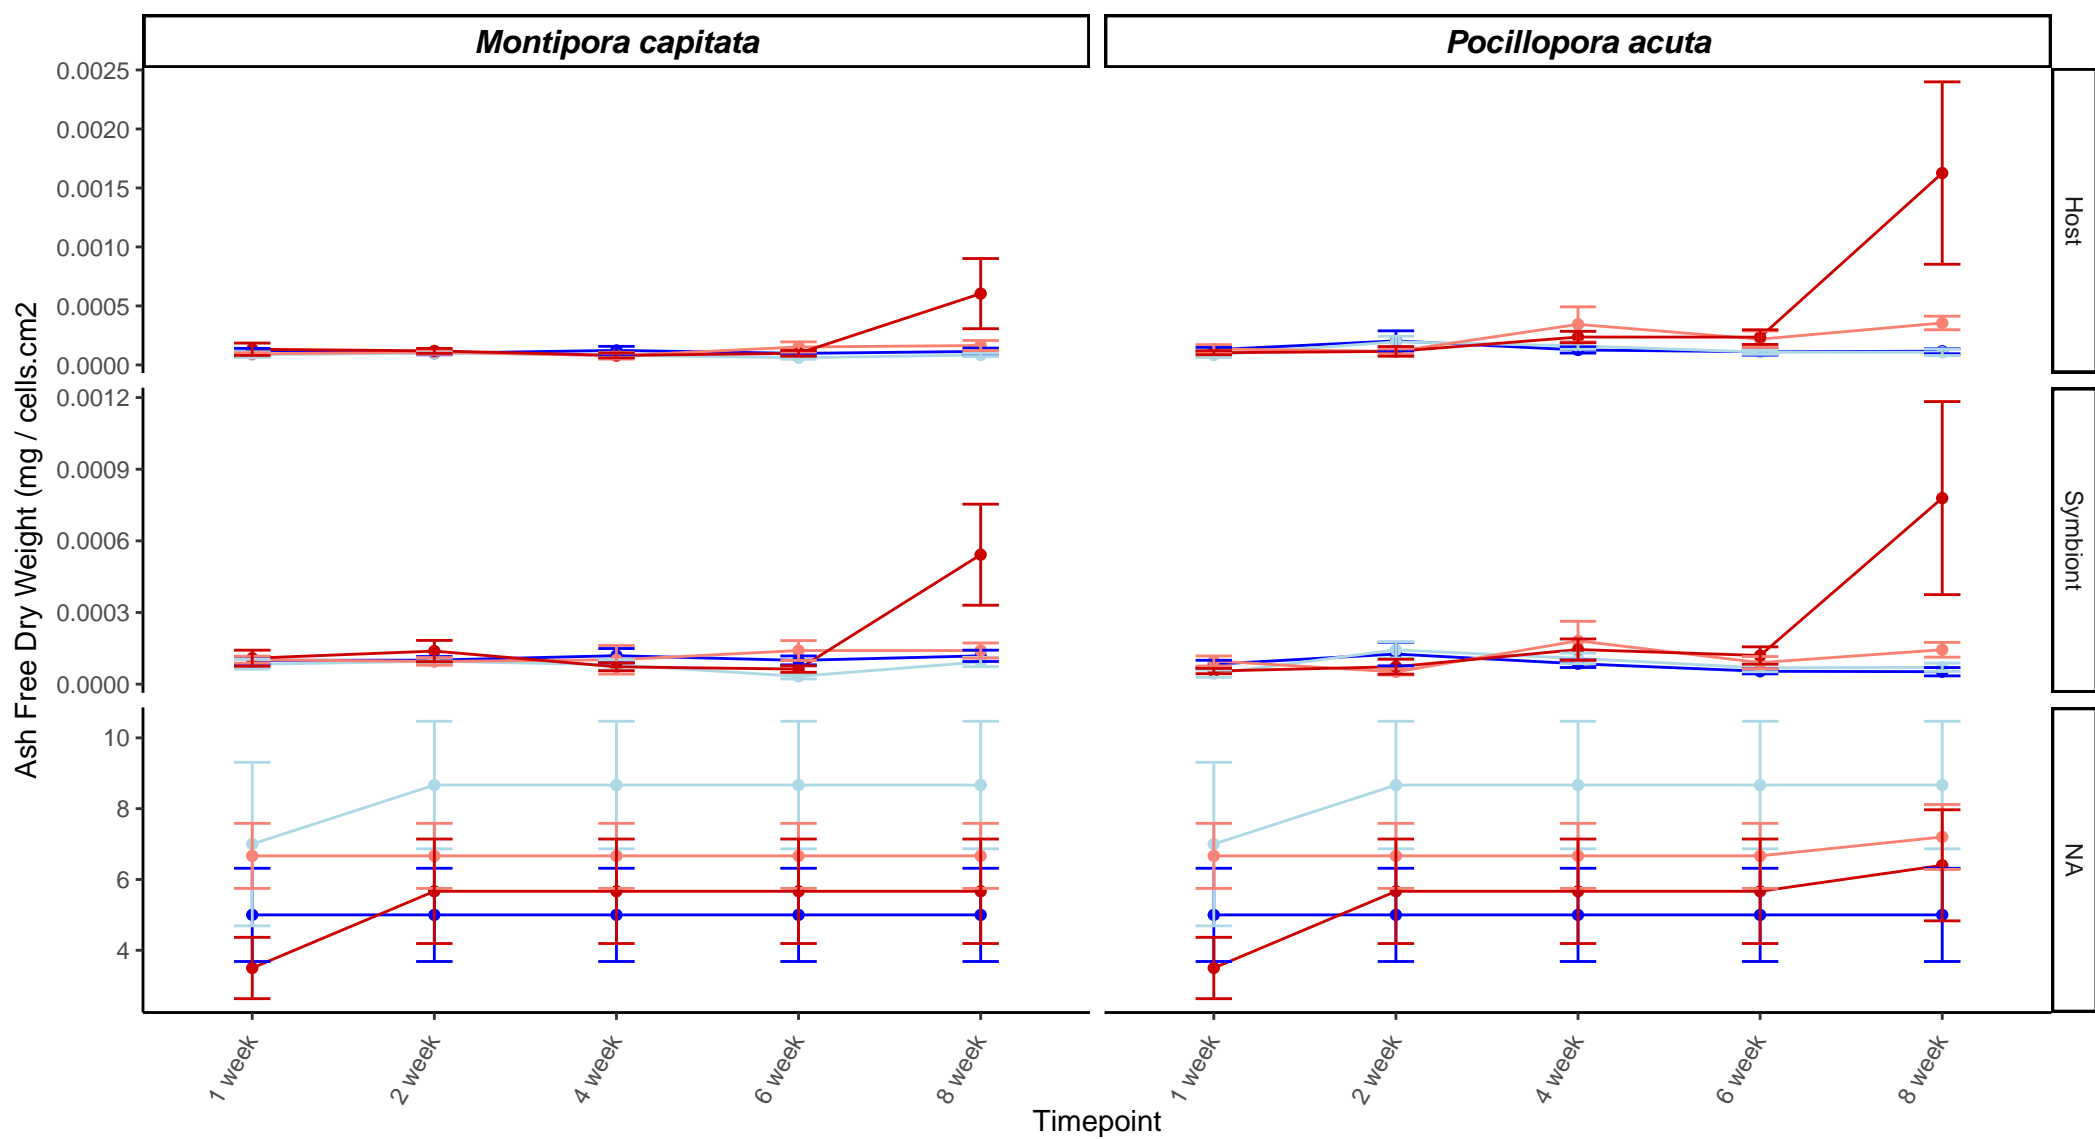 Montipora capitata
Pocillopora acuta
Ash Free Dry Weight (mg / cells.cm2
0.0025
0.0020
0.0015
0.0010
0.0005
0.0000
Host
0.0012
0.0009
0.0006
0.0003
0.0000
Symbiont
10
8
6
4
NA
1 week
2 week
4 week
6 week
8 week
1 week
2 week
4 week
6 week
8 week
Timepoint